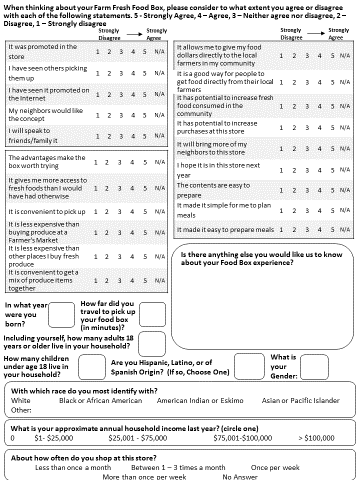 When thinking about your Farm Fresh Food Box, please to consider to what extent you agree or disagree
with each of the following statements. 5 - Strongly Agree, 4 – Agree, 3 – Neither agree nor disagree, 2 –
Disagree, 1 – Strongly disagree
Strongly Disagree Strongly Agree
It was promoted in the store 1 2 3 4 5 N/A
I have seen others picking them up 1 2 3 4 5 N/A
I have seen it promoted on the Internet 1 2 3 4 5 N/A
My neighbors would like the concept 1 2 3 4 5 N/A
I will speak to friends/family it 1 2 3 4 5 N/A
The advantages make the box worth trying 1 2 3 4 5 N/A
It gives me more access to fresh foods than I would have had otherwise 1 2 3 4 5 N/A
It is convenient to pick up 1 2 3 4 5 N/A
It is less expensive than buying produce at a Farmer's Market 1 2 3 4 5 N/A
It is less expensive than other places I buy fresh produce 1 2 3 4 5 N/A
It is convenient to get a mix of produce items together 1 2 3 4 5 N/A
Strongly Disagree Strongly Agree
It allows me to give my food dollars directly to the local farmers in my community 1 2 3 4 5 N/A
It is a good way for people to get food directly from their local farmers 1 2 3 4 5 N/A
It has potential to increase fresh food consumed in the community 1 2 3 4 5 N/A
It has potential to increase purchases at this store 1 2 3 4 5 N/A
It will bring more of my neighbors to this store 1 2 3 4 5 N/A
I hope it is in this store next year 1 2 3 4 5 N/A
The contents are easy to prepare 1 2 3 4 5 N/A
It made it simple for me to plan meals 1 2 3 4 5 N/A
It made it easy to prepare meals 1 2 3 4 5 N/A
Is there anything else you would like us to know
about your Food Box experience?
In what year were you born?
How far did you travel to pick up your food box (in minutes)?
Including yourself, how many adults 18 years or older live in your household?
How many children under age 18 live in your household?
Are you Hispanic, Latino, or of Spanish Origin? (If so, Choose One)
What is your Gender:
With which race do you most identify with?
White Black or African American American Indian or Eskimo Asian or Pacific Islander
Other:
What is your approximate annual household income last year? (circle one)
0 $1- $25,000 $25,001 - $75,000 $75,001-$100,000 > $100,000
About how often do you shop at this store?
Less than once a month Between 1 – 3 times a month Once per week
More than once per week No Answer